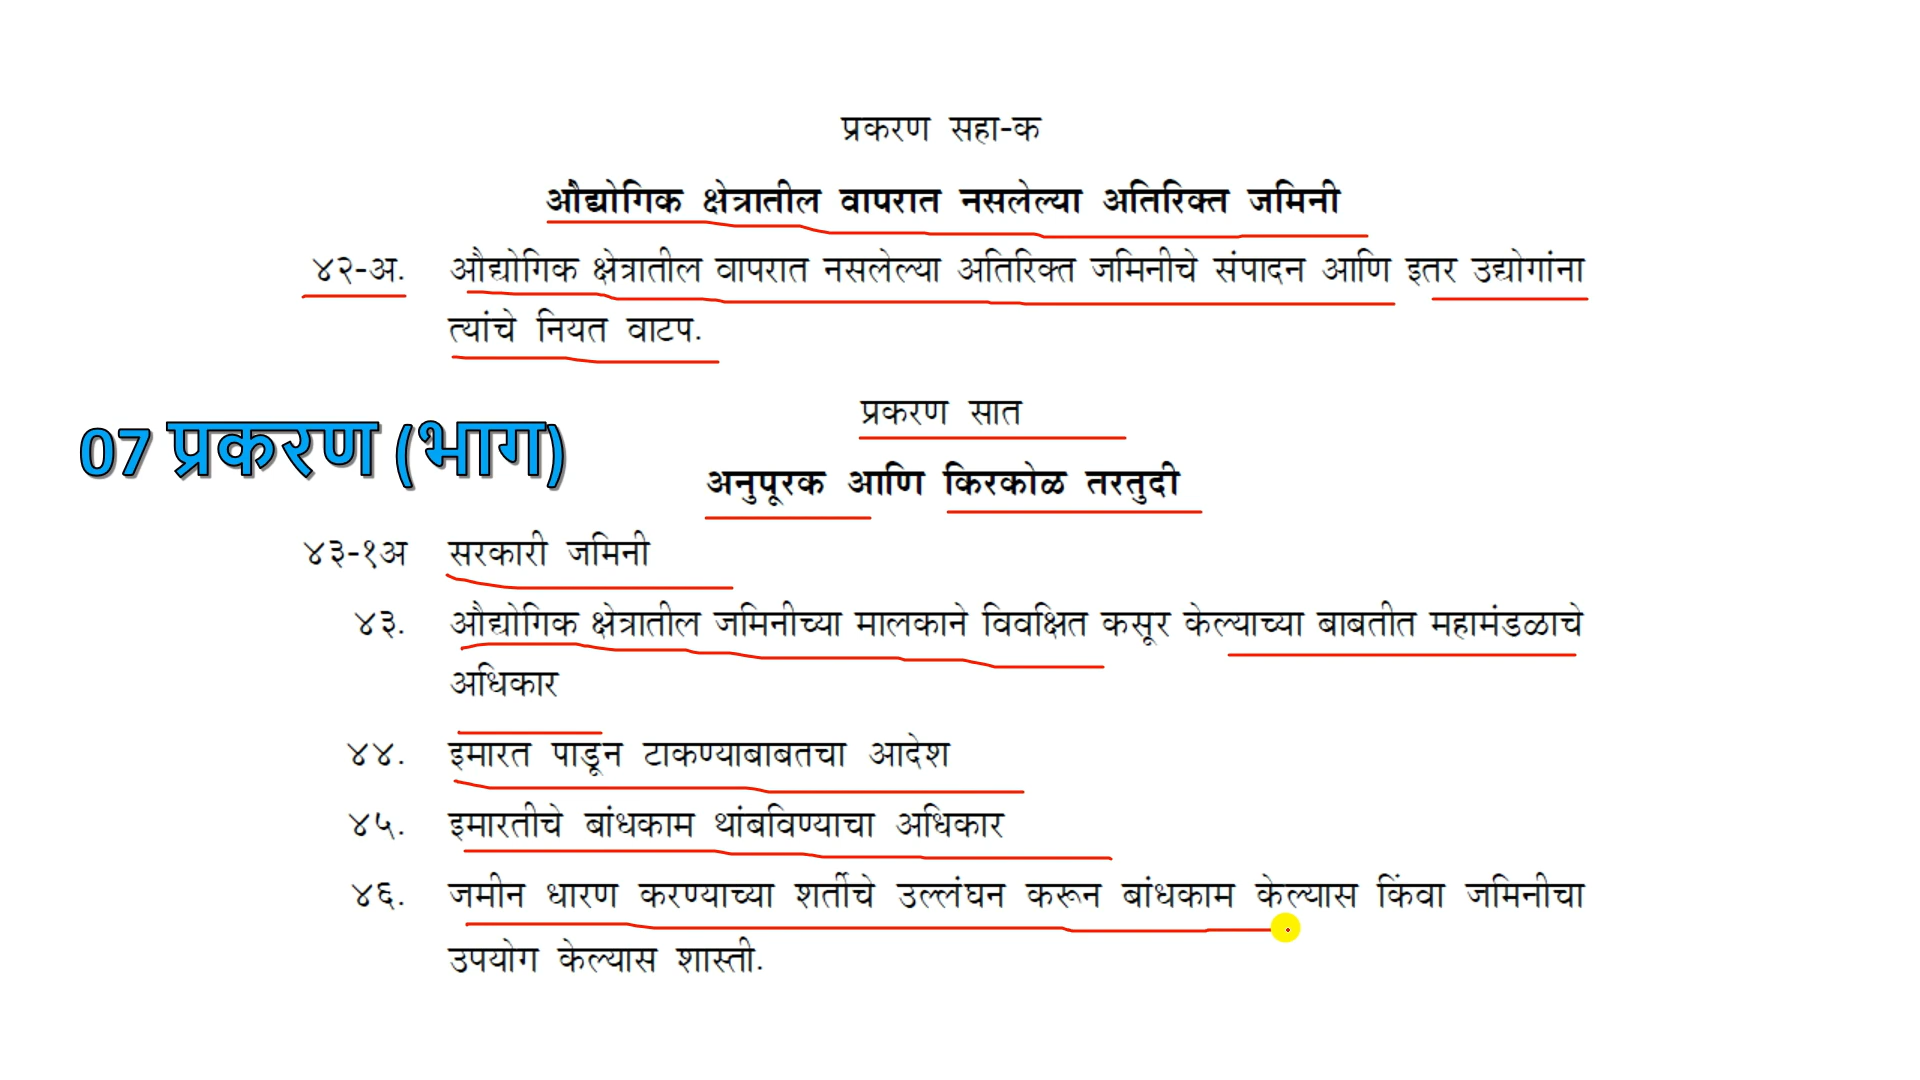 प्रकरण सहा-क
औद्योगिक क्षेत्रातील वापरात नसलेल्या अतिरिक्त जमिनी
४२-अ. औद्योगिक क्षेत्रातील वापरात नसलेल्या अतिरिक्त जमिनीचे संपादन आणि इतर उद्योगांना
त्यांचे नियत वाटप.
प्रकरण सात
07 प्रकरण (भाग)
अनुपूरक आणि किरकोळ तरतुदी
४३-१अ सरकारी जमिनी
४३. औद्योगिक क्षेत्रातील जमिनीच्या मालकाने विवक्षित कसूर केल्याच्या बाबतीत महामंडळाचे
अधिकार
४४. इमारत पाडून टाकण्याबाबतचा आदेश
४५. इमारतीचे बांधकाम थांबविण्याचा अधिकार
४६. जमीन धारण करण्याच्या शर्तीचे उल्लंघन करून बांधकाम केल्यास किंवा जमिनीचा
उपयोग केल्यास शास्ती.